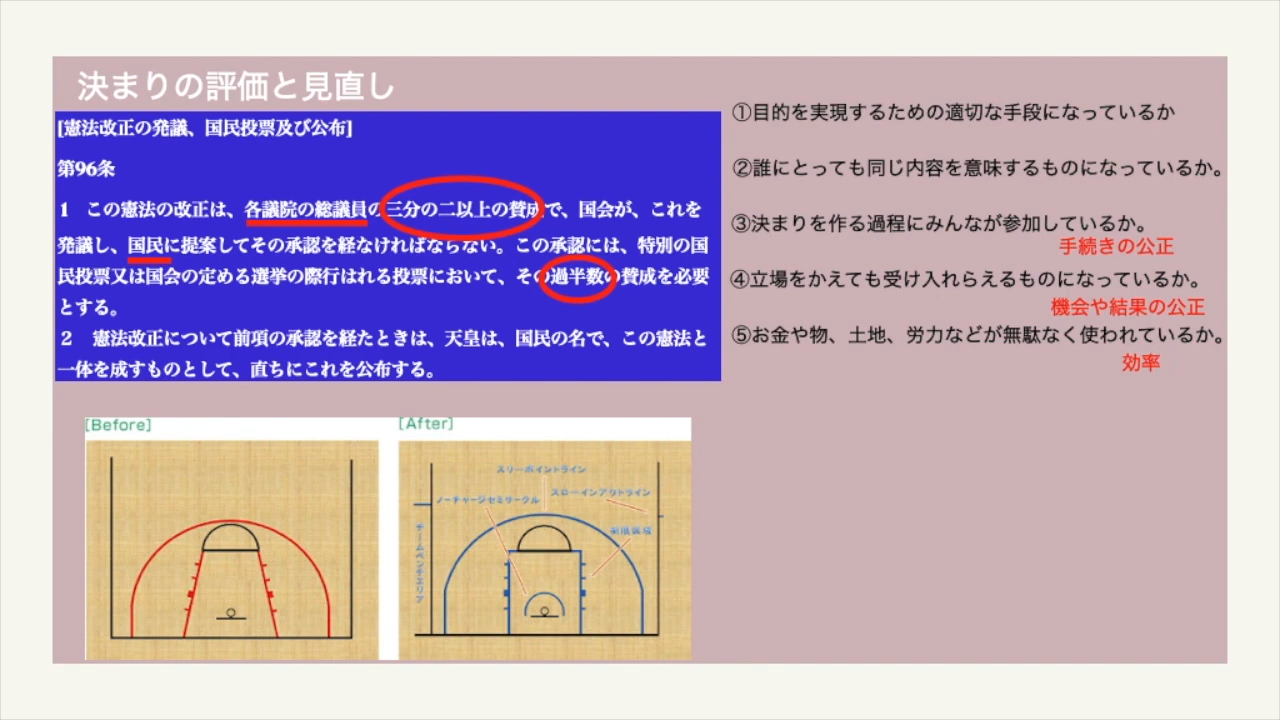 決まりの評価と見直し
[憲法改正の発議、国民投票及び公布]
第96条
1　この憲法の改正は、各議院の総議員の三分の二以上の賛成で、国会が、これを
発議し、国民に提案してその承認を経なければならない。この承認には、特別の国
民投票又は国会の定める選挙の際行はれる投票において、その過半数の賛成を必要
とする。
２　憲法改正について前項の承認を経たときは、天皇は、国民の名で、この憲法と
一体を成すものとして、直ちにこれを公布する。
①目的を実現するための適切な手段になっているか
②誰にとっても同じ内容を意味するものになっているか。
③決まりを作る過程にみんなが参加しているか。
手続きの公正
④立場をかえても受け入れらえるものになっているか。
機会や結果の公正
⑤お金や物、土地、労力などが無駄なく使われているか。
効率
[Before]
[After]
スリーポイントライン
スローインアウトライン
ノーチャージセミサークル
制限区域
チームベンチエリア